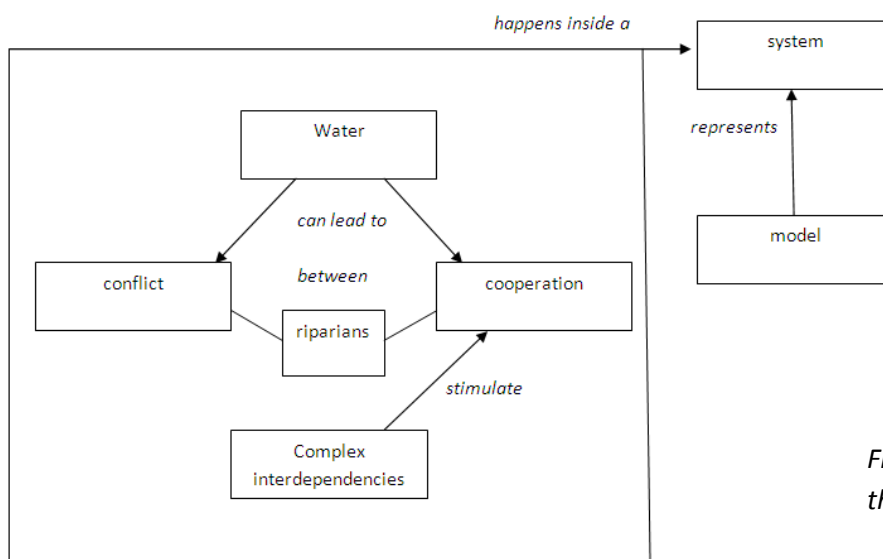 happens inside a
system
Water
represents
can lead to
model
conflict
between
cooperation
riparians
stimulate
Complex
interdependencies